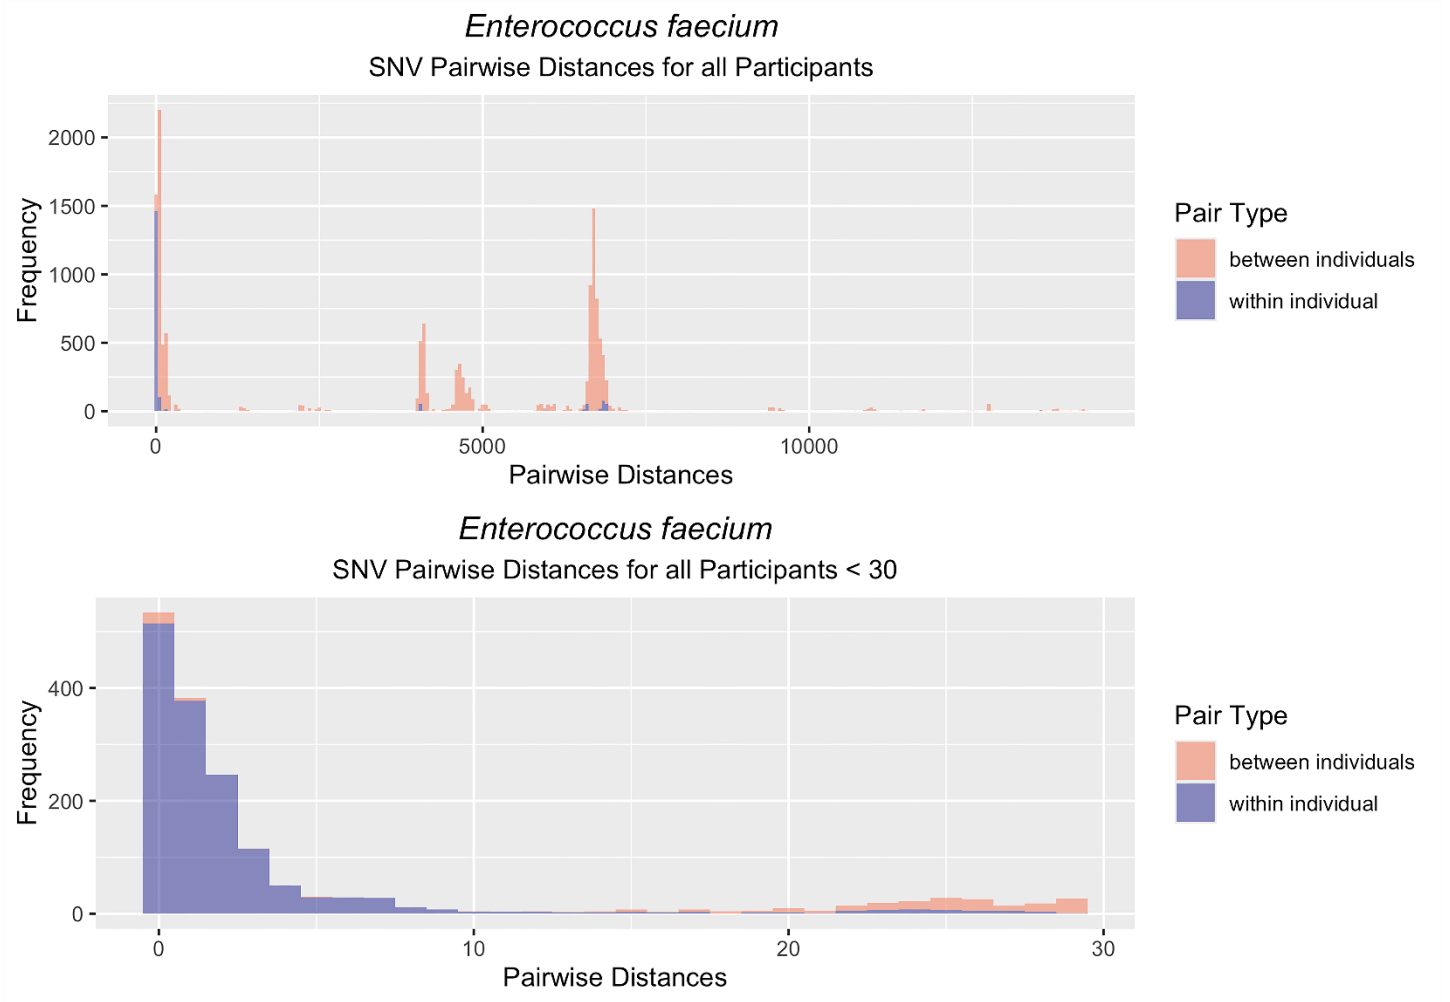 Enterococcus faecium
SNV Pairwise Distances for all Participants
Frequency
2000
1500
1000
500
0
0 5000 10000
Pairwise Distances
Pair Type
between individuals
within individual
Enterococcus faecium
SNV Pairwise Distances for all Participants < 30
Frequency
400
200
0
0 10 20 30
Pairwise Distances
Pair Type
between individuals
within individual